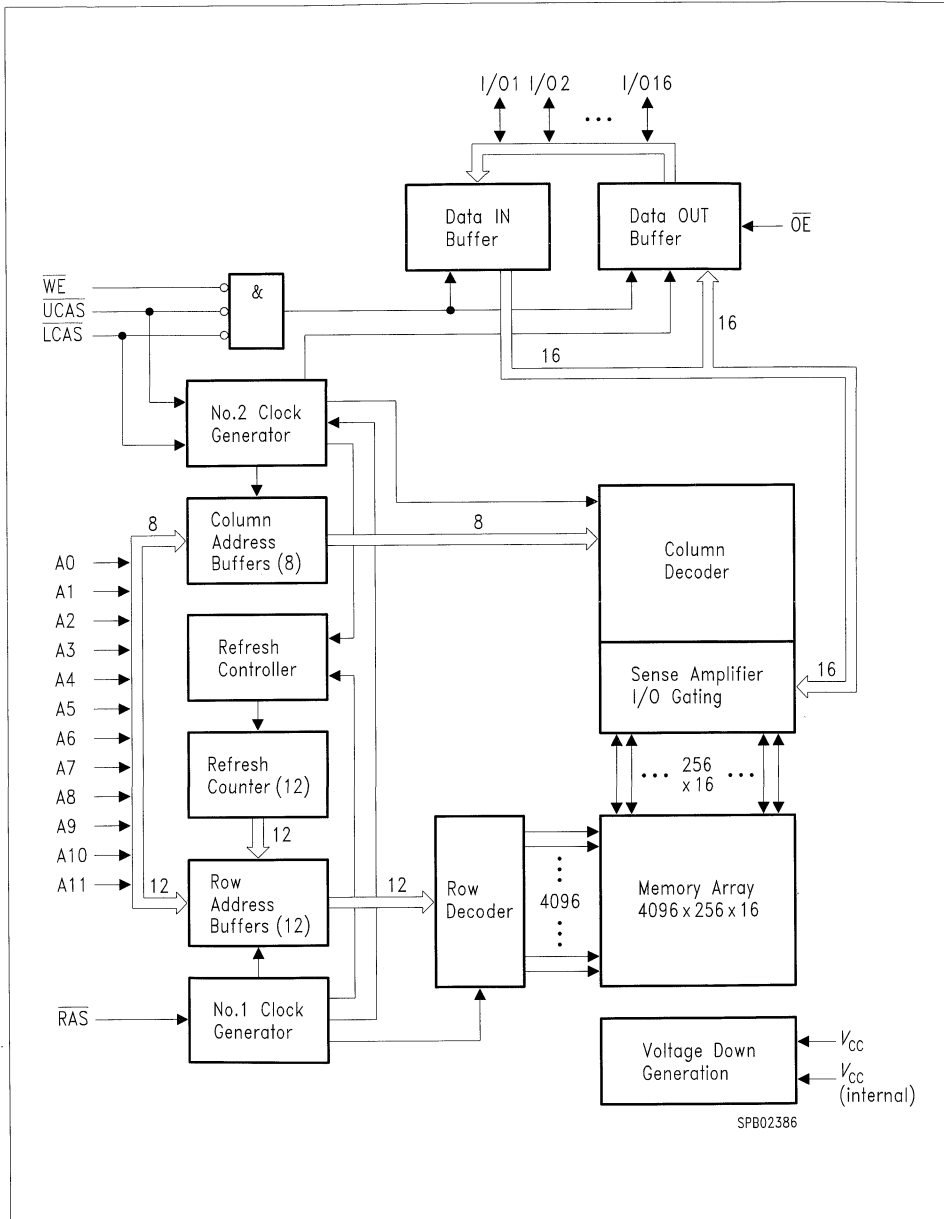 I/O1 I/O2 ... I/O16
Data IN
Buffer
Data OUT
Buffer
OE
WE
UCAS
LCAS
&
16
16
No.2 Clock
Generator
8
Column
Address
Buffers (8)
8
Column
Decoder
A0
A1
A2
A3
A4
A5
A6
A7
A8
A9
A10
A11
Refresh
Controller
Sense Amplifier
I/O Gating
16
Refresh
Counter (12)
... 256 ...
x 16
12
12
Row
Address
Buffers (12)
12
Row
Decoder
4096
Memory Array
4096 x 256 x 16
RAS
No.1 Clock
Generator
Voltage Down
Generation
VCC
VCC
(internal)
SPB02386